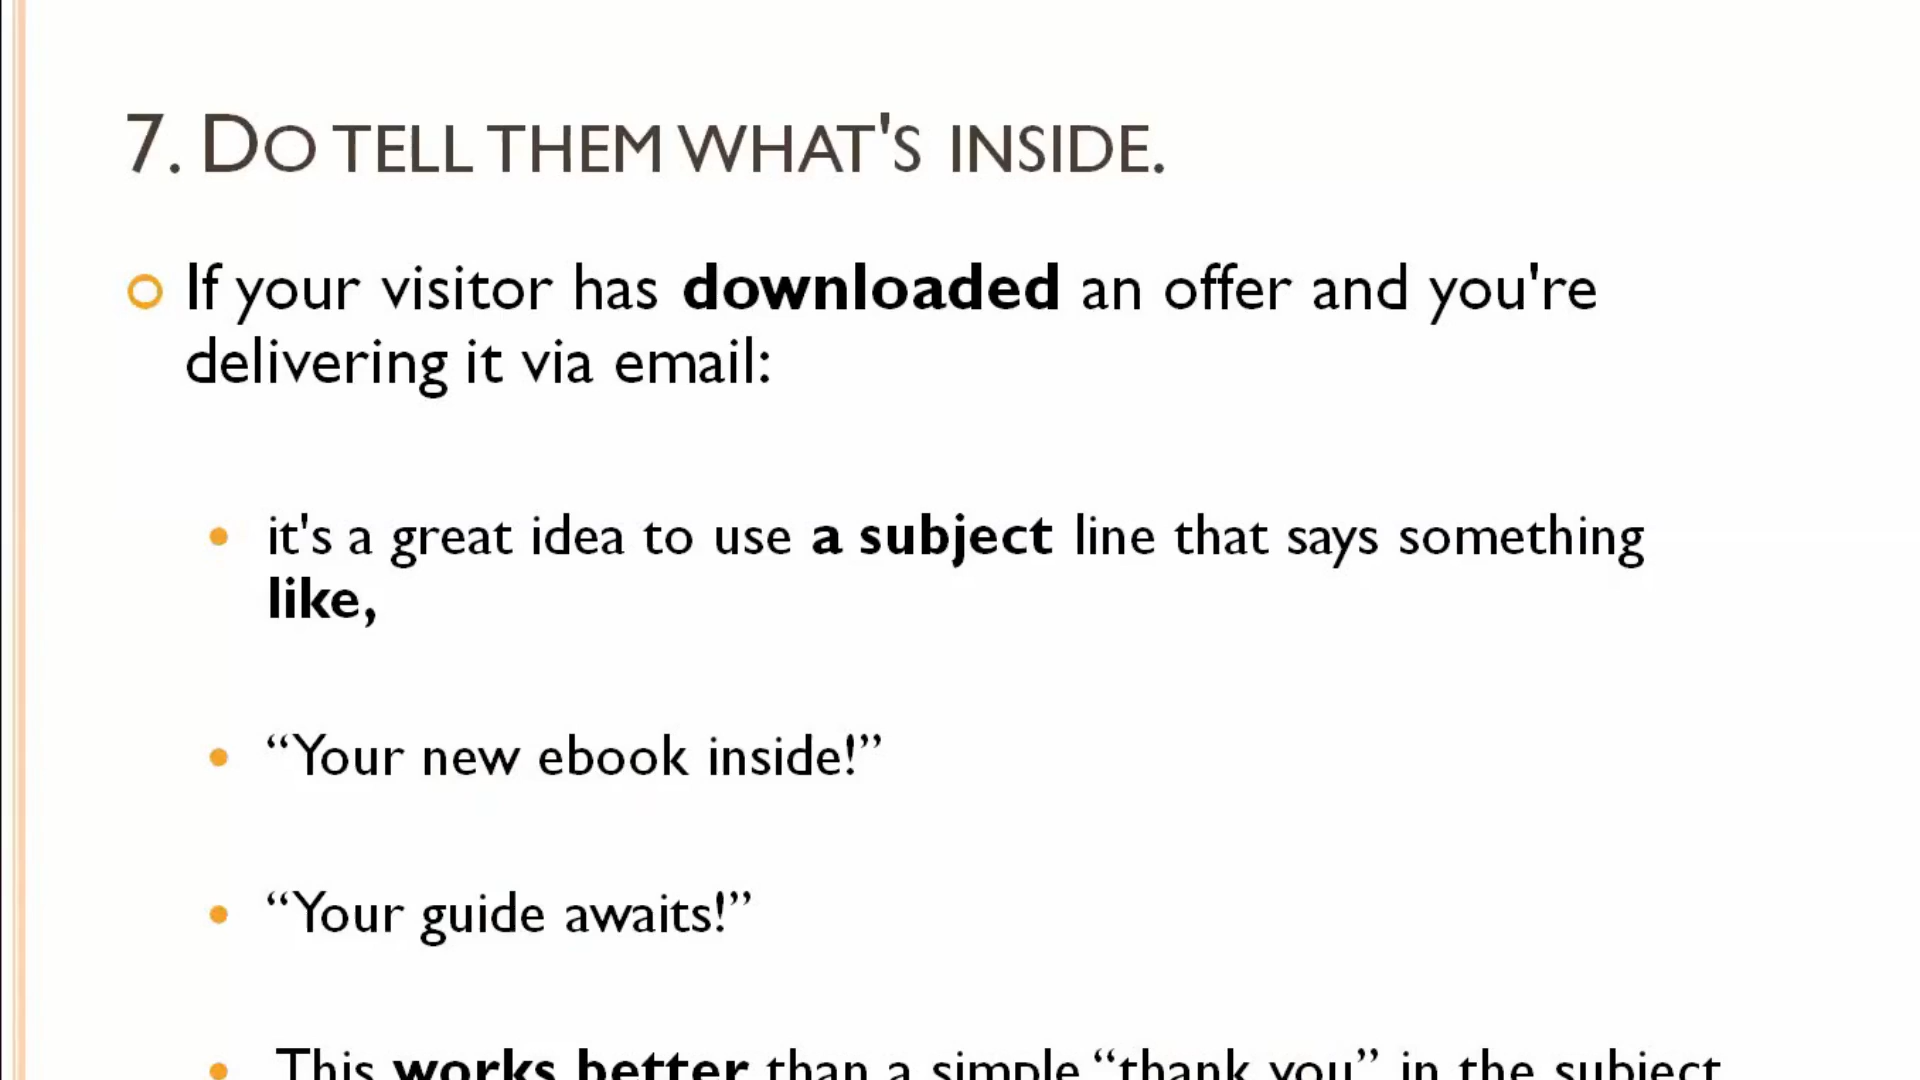 7. DO TELL THEM WHAT'S INSIDE.
If your visitor has downloaded an offer and you're
delivering it via email:
it's a great idea to use a subject line that says something
like,
“Your new ebook inside!”
“Your guide awaits!”
This works better than a simple “thank you” in the subject